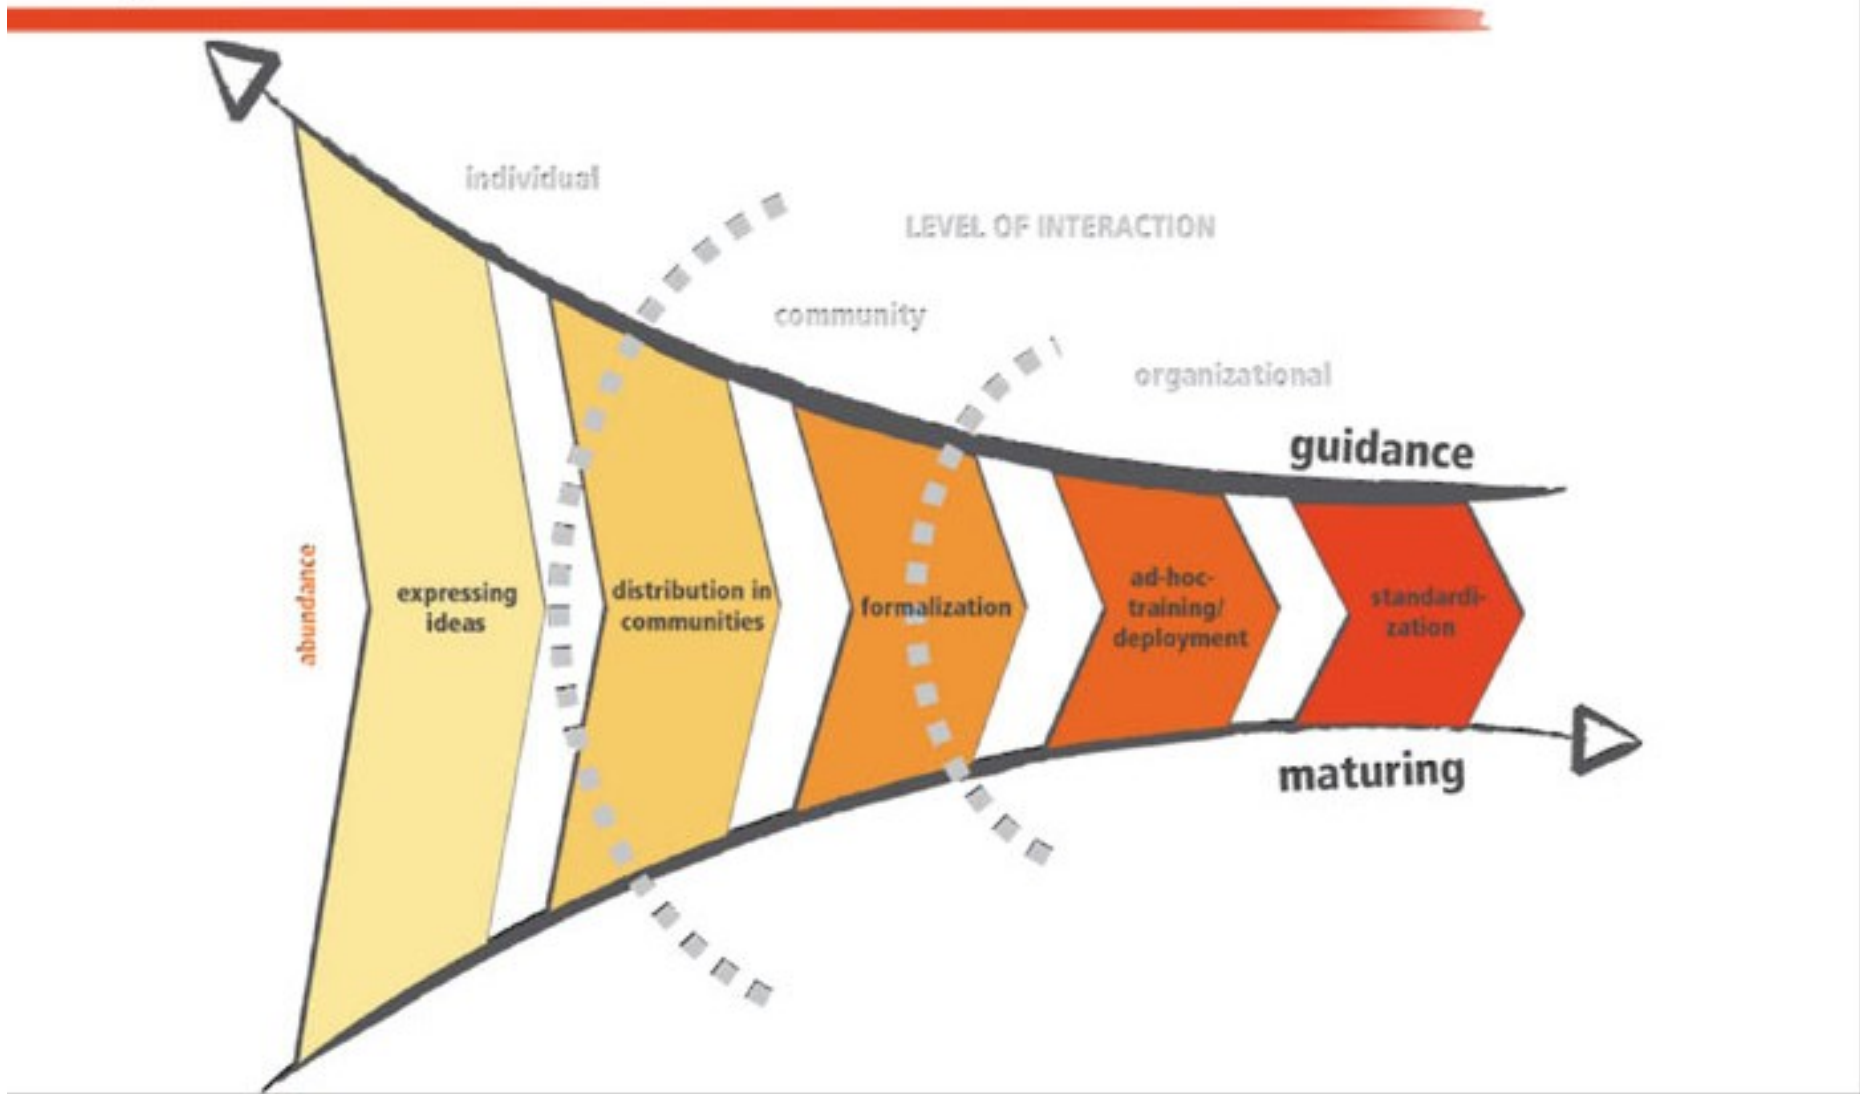 individual
LEVEL OF INTERACTION
community
organizational
guidance
abundance
expressing
ideas
distribution in
communities
formalization
ad-hoc-
training/
deployment
standardi-
zation
maturing